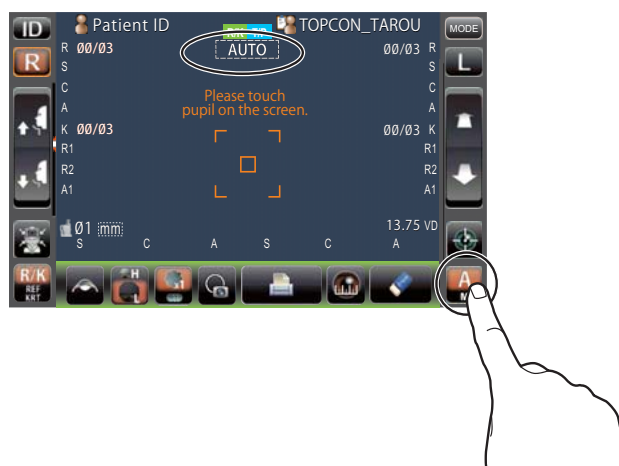 ID Patient ID TOPCON_TAROU MODE
R R 00/03 AUTO 00/03 R L
S S
C Please touch C
A pupil on the screen. A
K 00/03 00/03 K
R1 R1
R2 R2
A1 A1
01 mm 13.75 VD
S C A S C A
R/K H A
REF
KRT L M